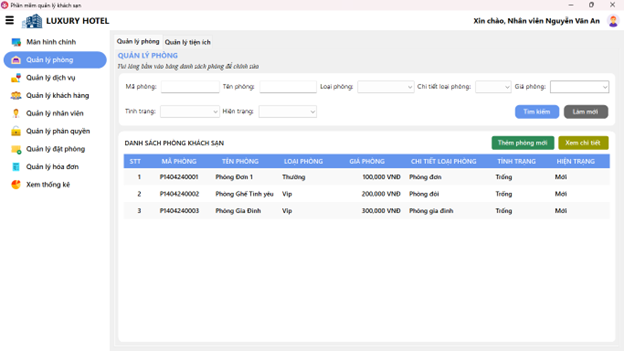 Phần mềm quản lý khách sạn
LUXURY HOTEL
Xin chào, Nhân viên Nguyễn Văn An
Màn hình chính
Quản lý phòng
Quản lý dịch vụ
Quản lý khách hàng
Quản lý nhân viên
Quản lý phân quyền
Quản lý đặt phòng
Quản lý hóa đơn
Xem thống kê
Quản lý phòng Quản lý tiện ích
QUẢN LÝ PHÒNG
Vui lòng bấm vào bảng danh sách phòng để chỉnh sửa
Mã phòng: Tên phòng: Loại phòng: Chi tiết loại phòng: Giá phòng:
Tình trạng: Hiện trạng: Tìm kiếm Làm mới
DANH SÁCH PHÒNG KHÁCH SẠN Thêm phòng mới Xem chi tiết
STT MÃ PHÒNG TÊN PHÒNG LOẠI PHÒNG GIÁ PHÒNG CHI TIẾT LOẠI PHÒNG TÌNH TRẠNG HIỆN TRẠNG
1 P1404240001 Phòng Đơn 1 Thường 100,000 VNĐ Phòng đơn Trống Mới
2 P1404240002 Phòng Ghế Tình yêu Vip 200,000 VNĐ Phòng đôi Trống Mới
3 P1404240003 Phòng Gia Đình Vip 300,000 VNĐ Phòng gia đình Trống Mới